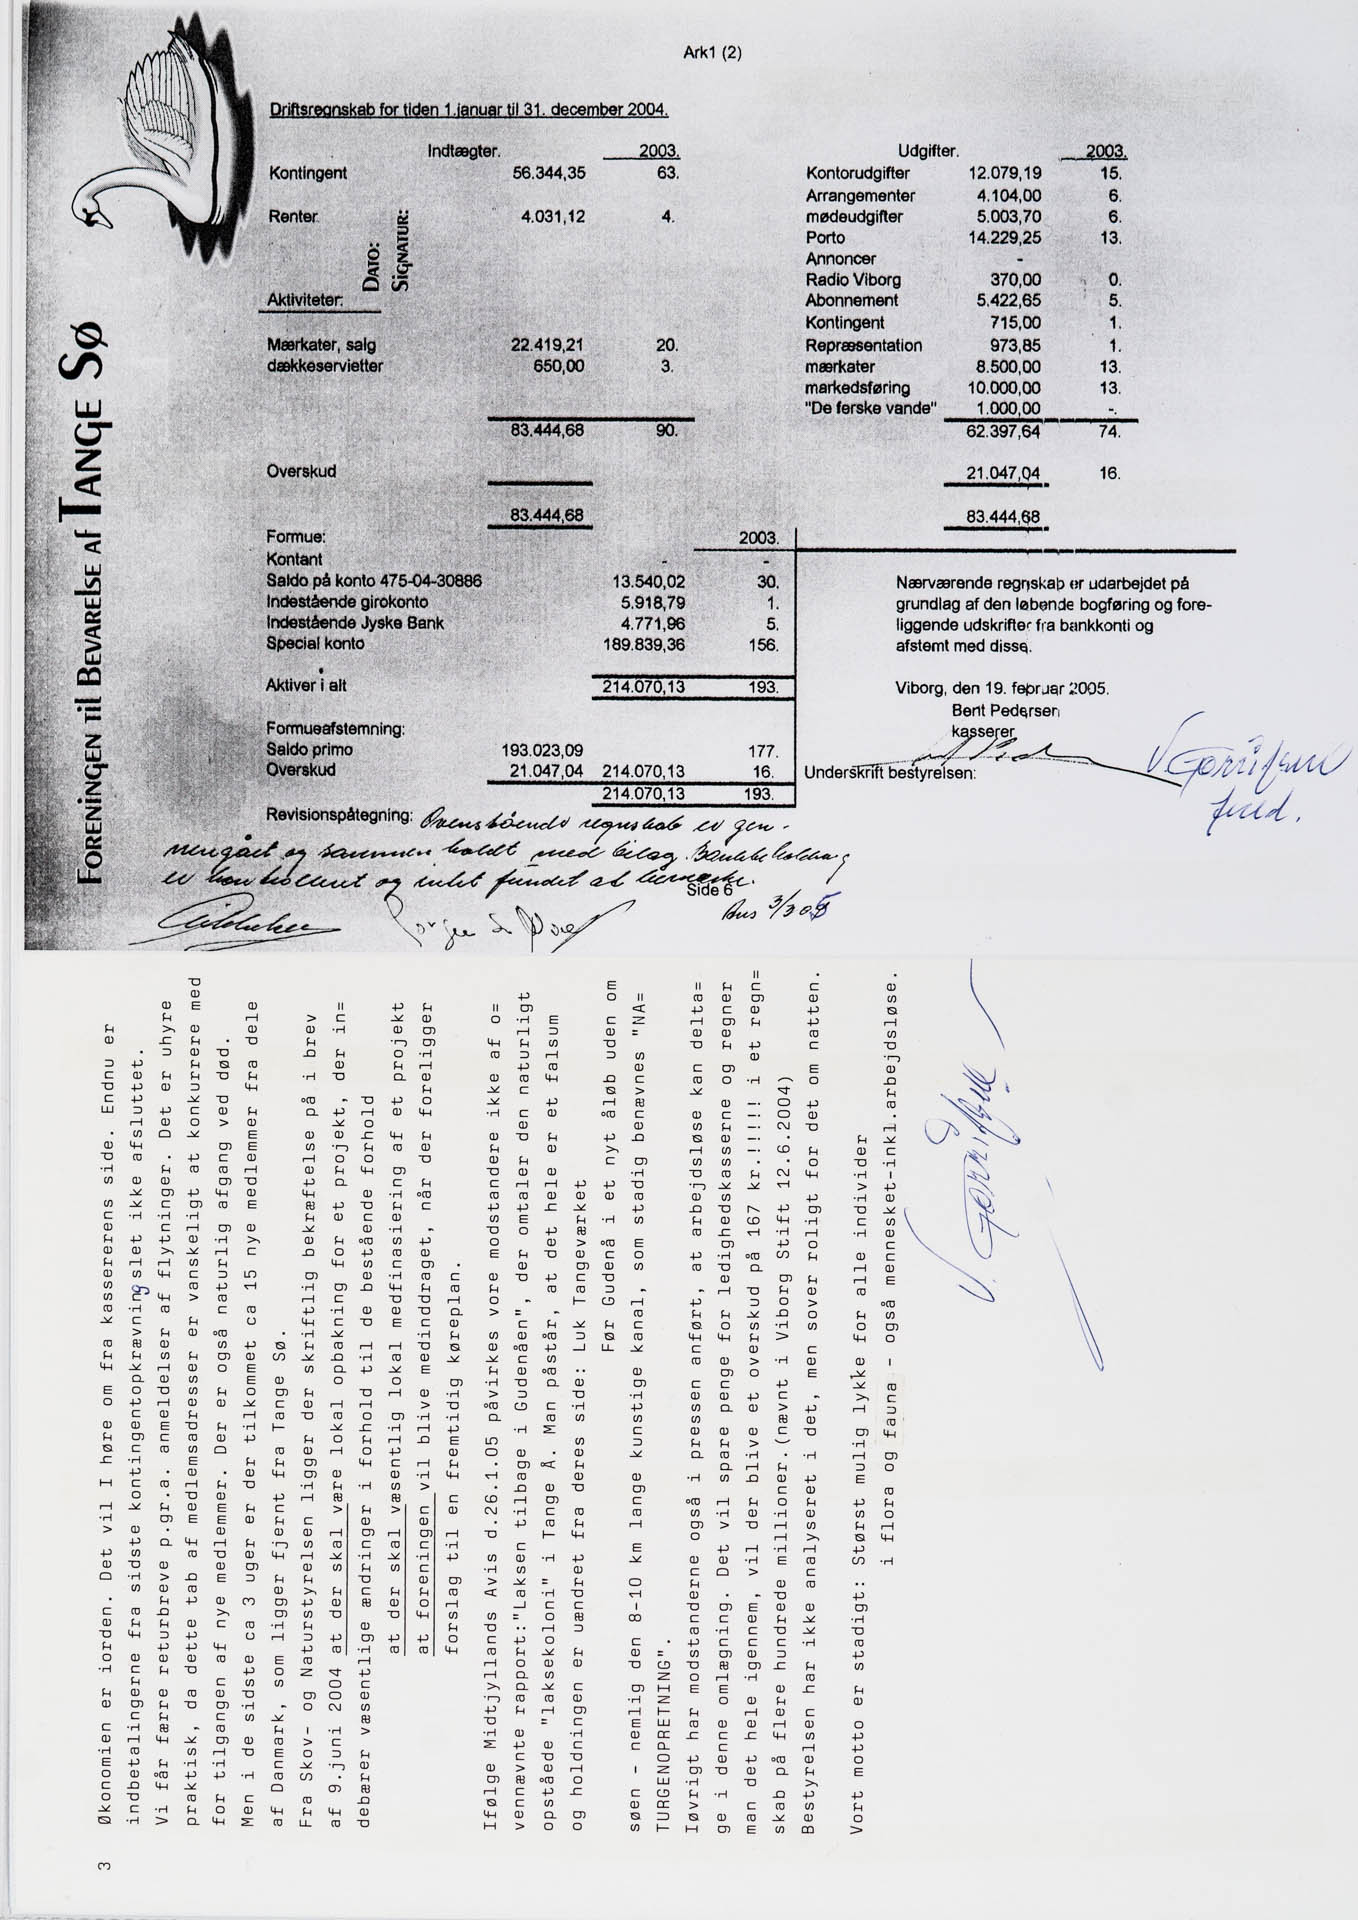 Ark1 (2)
FORENINGEN til BEVARELSE AF TANGE SØ
DATO:
SIGNATUR:
Driftsregnskab for tiden 1.januar til 31. december 2004.
Indtægter. 2003.
Kontingent 56.344,35 63.
Renter. 4.031,12 4.
Aktiviteter:
Mærkater, salg 22.419,21 20.
dækkeservietter 650,00 3.
83.444,68 90.
Overskud
83.444,68
Udgifter. 2003.
Kontorudgifter 12.079,19 15.
Arrangementer 4.104,00 6.
mødeudgifter 5.003,70 6.
Porto 14.229,25 13.
Annoncer -
Radio Viborg 370,00 0.
Abonnement 5.422,65 5.
Kontingent 715,00 1.
Repræsentation 973,85 1.
mærkater 8.500,00 13.
markedsføring 10.000,00 13.
"De ferske vande" 1.000,00 -.
62.397,64 74.
21.047,04 16.
83.444,68
Formue: 2003.
Kontant - -
Saldo på konto 475-04-30886 13.540,02 30.
Indestående girokonto 5.918,79 1.
Indestående Jyske Bank 4.771,96 5.
Special konto 189.839,36 156.
Aktiver i alt 214.070,13 193.
Formueafstemning:
Saldo primo 193.023,09 177.
Overskud 21.047,04 214.070,13 16.
214.070,13 193.
Nærværende regnskab er udarbejdet på
grundlag af den løbende bogføring og fore-
liggende udskrifter fra bankkonti og
afstemt med disse.
Viborg, den 19. februar 2005.
Bent Pedersen
kasserer
Underskrift bestyrelsen:
Revisionspåtegning: Ovenstående regnskab er gen-
nemgået og sammenholdt med bilag. Bankbeholdning
er kontrolleret og intet fundet at bemærke.
Side 6
3
Økonomien er iorden. Det vil I høre om fra kassererens side. Endnu er
indbetalingerne fra sidste kontingentopkrævningslet ikke afsluttet.
Vi får færre returbreve p.gr.a. anmeldelser af flytninger. Det er uhyre
praktisk, da dette tab af medlemsadresser er vanskeligt at konkurrere med
for tilgangen af nye medlemmer. Der er også naturlig afgang ved død.
Men i de sidste ca 3 uger er der tilkommet ca 15 nye medlemmer fra dele
af Danmark, som ligger fjernt fra Tange Sø.
Fra Skov- og Naturstyrelsen ligger der skriftlig bekræftelse på i brev
af 9.juni 2004 at der skal være lokal opbakning for et projekt, der in=
debærer væsentlige ændringer i forhold til de bestående forhold
at der skal væsentlig lokal medfinasiering af et projekt
at foreningen vil blive medinddraget, når der foreligger
forslag til en fremtidig køreplan.
Ifølge Midtjyllands Avis d.26.1.05 påvirkes vore modstandere ikke af o=
vennævnte rapport:"Laksen tilbage i Gudenåen", der omtaler den naturligt
opståede "laksekoloni" i Tange Å. Man påstår, at det hele er et falsum
og holdningen er uændret fra deres side: Luk Tangeværket
Før Gudenå i et nyt åløb uden om
søen - nemlig den 8-10 km lange kunstige kanal, som stadig benævnes "NA=
TURGENOPRETNING".
Iøvrigt har modstanderne også i pressen anført, at arbejdsløse kan delta=
ge i denne omlægning. Det vil spare penge for ledighedskasserne og regner
man det hele igennem, vil der blive et overskud på 167 kr.!!!!! i et regn=
skab på flere hundrede millioner.(nævnt i Viborg Stift 12.6.2004)
Bestyrelsen har ikke analyseret i det, men sover roligt for det om natten.
Vort motto er stadigt: Størst mulig lykke for alle individer
i flora og fauna - også mennesket-inkl.arbejdsløse.